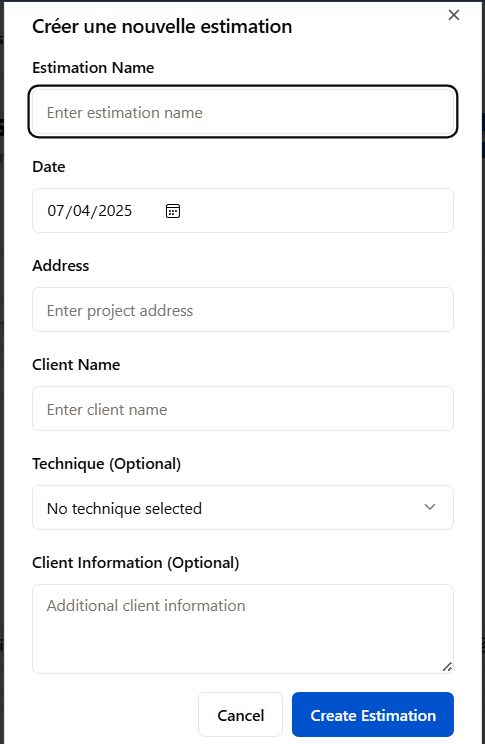 Créer une nouvelle estimation
Estimation Name
Enter estimation name
Date
07/04/2025
Address
Enter project address
Client Name
Enter client name
Technique (Optional)
No technique selected
Client Information (Optional)
Additional client information
Cancel
Create Estimation